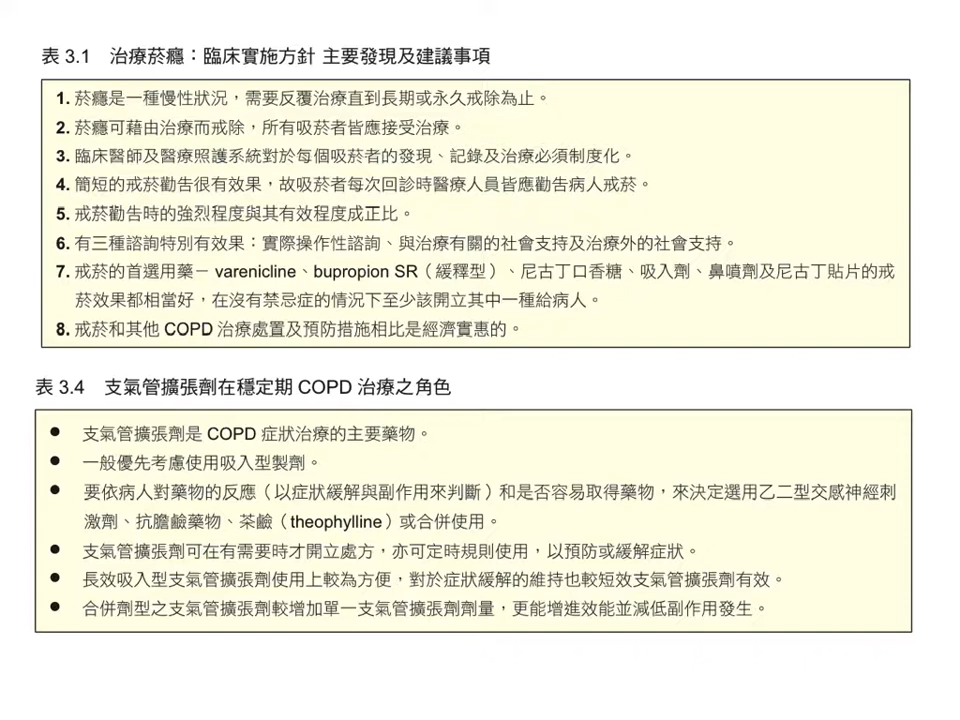 表 3.1　治療菸癮：臨床實施方針 主要發現及建議事項
1. 菸癮是一種慢性狀況，需要反覆治療直到長期或永久戒除為止。
2. 菸癮可藉由治療而戒除，所有吸菸者皆應接受治療。
3. 臨床醫師及醫療照護系統對於每個吸菸者的發現、記錄及治療必須制度化。
4. 簡短的戒菸勸告很有效果，故吸菸者每次回診時醫療人員皆應勸告病人戒菸。
5. 戒菸勸告時的強烈程度與其有效程度成正比。
6. 有三種諮詢特別有效果：實際操作性諮詢、與治療有關的社會支持及治療外的社會支持。
7. 戒菸的首選用藥－ varenicline、bupropion SR（緩釋型）、尼古丁口香糖、吸入劑、鼻噴劑及尼古丁貼片的戒
菸效果都相當好，在沒有禁忌症的情況下至少該開立其中一種給病人。
8. 戒菸和其他 COPD 治療處置及預防措施相比是經濟實惠的。
表 3.4　支氣管擴張劑在穩定期 COPD 治療之角色
● 支氣管擴張劑是 COPD 症狀治療的主要藥物。
● 一般優先考慮使用吸入型製劑。
● 要依病人對藥物的反應（以症狀緩解與副作用來判斷）和是否容易取得藥物，來決定選用乙二型交感神經刺
激劑、抗膽鹼藥物、茶鹼（theophylline）或合併使用。
● 支氣管擴張劑可在有需要時才開立處方，亦可定時規則使用，以預防或緩解症狀。
● 長效吸入型支氣管擴張劑使用上較為方便，對於症狀緩解的維持也較短效支氣管擴張劑有效。
● 合併劑型之支氣管擴張劑較增加單一支氣管擴張劑劑量，更能增進效能並減低副作用發生。